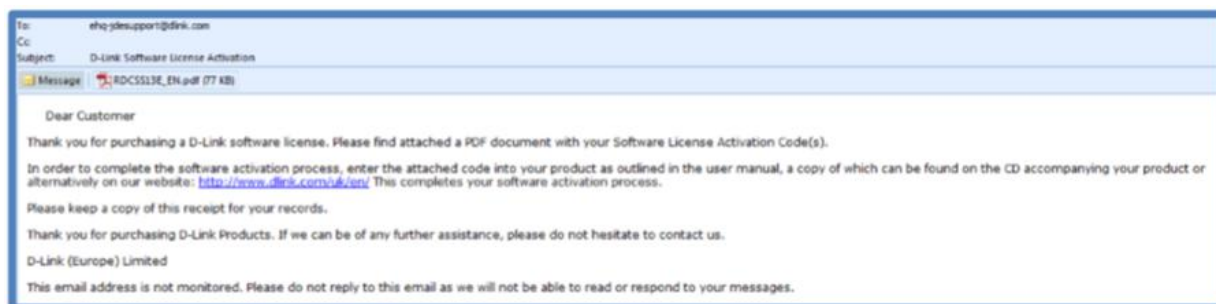 To: ehq-jdesupport@dlink.com
Cc:
Subject: D-Link Software License Activation
Message RDCSS13E_EN.pdf (77 KB)
Dear Customer
Thank you for purchasing a D-Link software license. Please find attached a PDF document with your Software License Activation Code(s).
In order to complete the software activation process, enter the attached code into your product as outlined in the user manual, a copy of which can be found on the CD accompanying your product or
alternatively on our website: http://www.dlink.com/uk/en/ This completes your software activation process.
Please keep a copy of this receipt for your records.
Thank you for purchasing D-Link Products. If we can be of any further assistance, please do not hesitate to contact us.
D-Link (Europe) Limited
This email address is not monitored. Please do not reply to this email as we will not be able to read or respond to your messages.